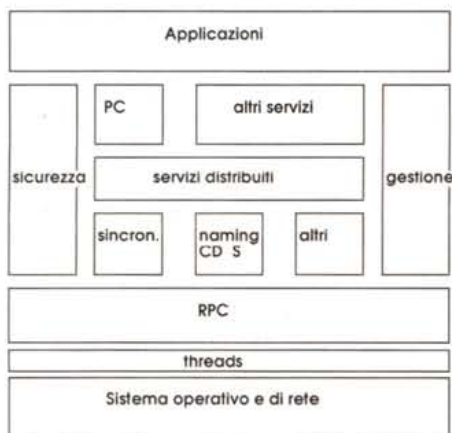 Applicazioni
PC
altri servizi
sicurezza
servizi distribuiti
gestione
sincron.
naming
CD S
altri
RPC
threads
Sistema operativo e di rete